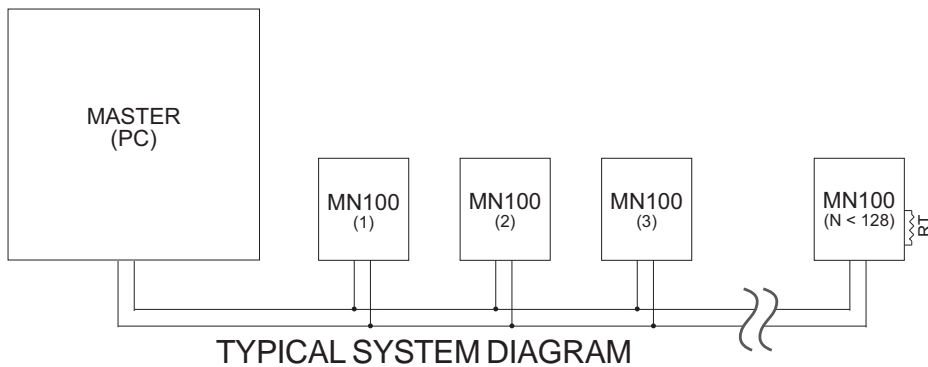 MASTER
(PC)
MN100
(1)
MN100
(2)
MN100
(3)
MN100
(N < 128)
RT
TYPICAL SYSTEM DIAGRAM